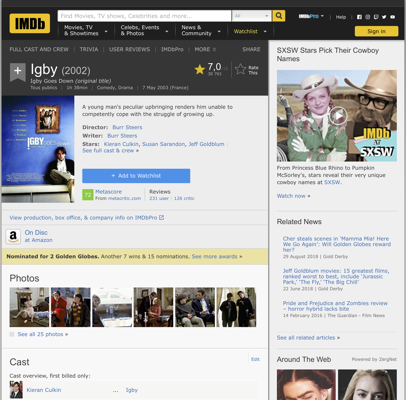 IMDb
Find Movies, TV shows, Celebrities and more...
All
IMDbPro
Help
Movies, TV & Showtimes
Celebs, Events & Photos
News & Community
Watchlist
Sign in
FULL CAST AND CREW | TRIVIA | USER REVIEWS | IMDbPro | MORE
SHARE
Igby (2002)
Igby Goes Down (original title)
Tous publics | 1h 38min | Comedy, Drama | 7 May 2003 (France)
7,0
Rate This
IGBY
A young man's peculiar upbringing renders him unable to competently cope with the struggle of growing up.
Director: Burr Steers
Writer: Burr Steers
Stars: Kieran Culkin, Susan Sarandon, Jeff Goldblum |
See full cast & crew »
+ Add to Watchlist
72
Metascore
From metacritic.com
Reviews
231 user | 126 critic
View production, box office, & company info on IMDbPro
a
On Disc
at Amazon
Nominated for 2 Golden Globes. Another 7 wins & 15 nominations. See more awards »
Photos
See all 25 photos »
Cast
Edit
Cast overview, first billed only:
Kieran Culkin ... Igby
SXSW Stars Pick Their Cowboy Names
IMDb
AT
SXSW
From Princess Blue Rhino to Pumpkin McSorley's, stars reveal their very unique cowboy names at SXSW.
Watch now »
Related News
Cher steals scenes in 'Mamma Mia! Here We Go Again': Will Golden Globes reward her?
29 August 2018 | Gold Derby
Jeff Goldblum movies: 15 greatest films, ranked worst to best, include 'Jurassic Park,' 'The Fly,' 'The Big Chill'
22 June 2018 | Gold Derby
Pride and Prejudice and Zombies review – horror hybrid lacks bite
14 February 2016 | The Guardian - Film News
See all related articles »
Around The Web
Powered by ZergNet